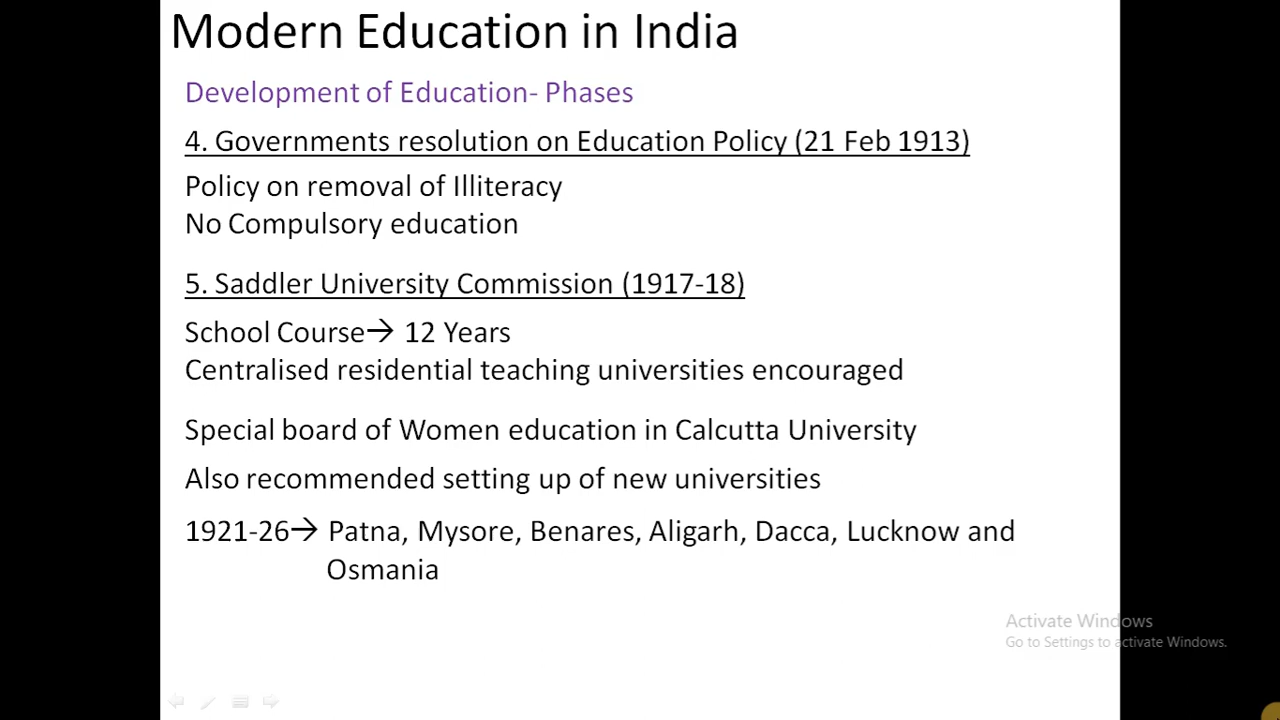 Modern Education in India
Development of Education- Phases
4. Governments resolution on Education Policy (21 Feb 1913)
Policy on removal of Illiteracy
No Compulsory education
5. Saddler University Commission (1917-18)
School Course→ 12 Years
Centralised residential teaching universities encouraged
Special board of Women education in Calcutta University
Also recommended setting up of new universities
1921-26→ Patna, Mysore, Benares, Aligarh, Dacca, Lucknow and
Osmania
Activate Windows
Go to Settings to activate Windows.